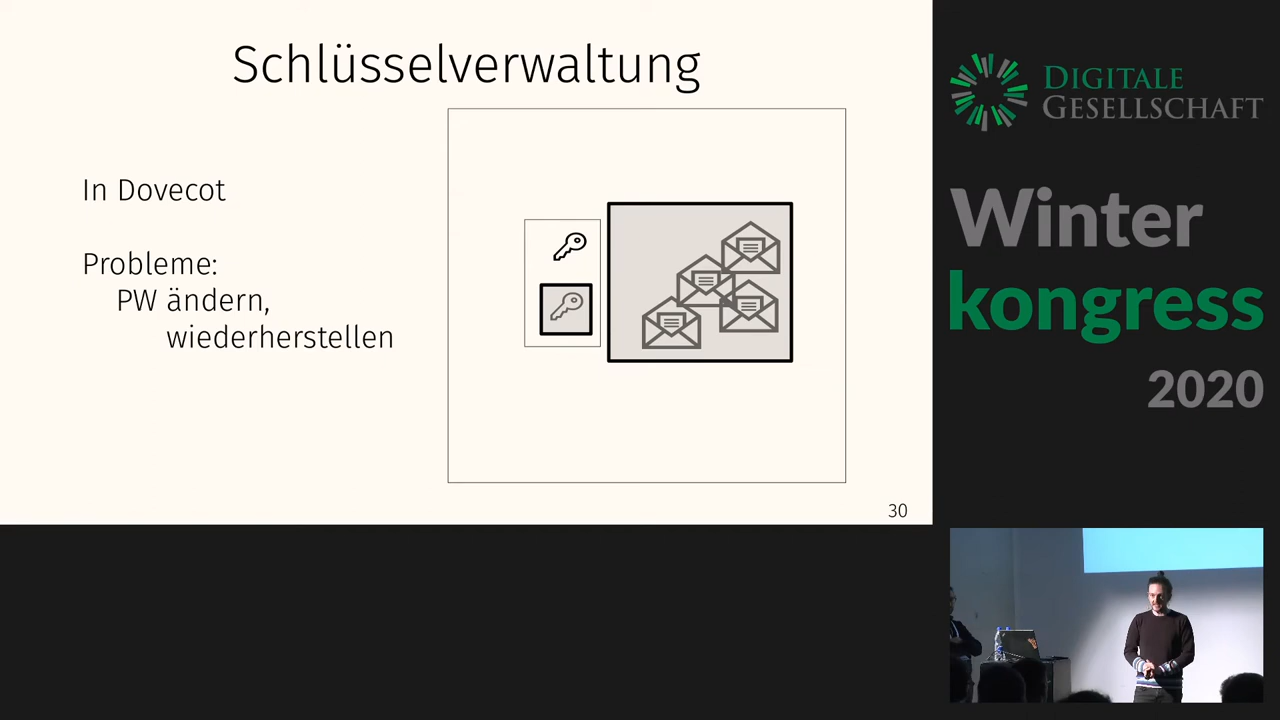 Schlüsselverwaltung
In Dovecot
Probleme:
PW ändern,
wiederherstellen
30
DIGITALE
GESELLSCHAFT
Winter
kongress
2020